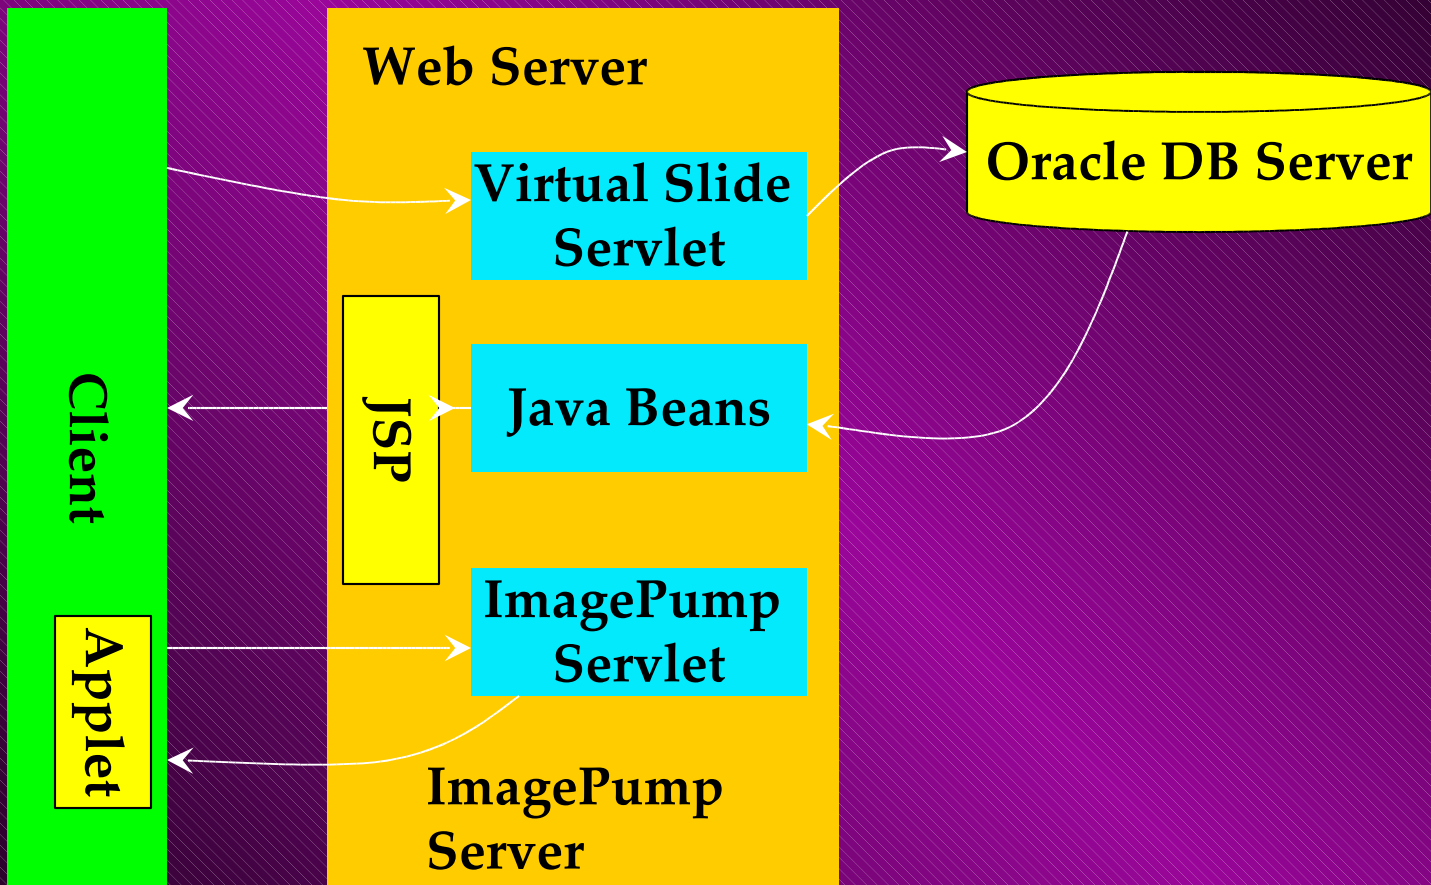 Web Server
Virtual Slide
Servlet
Oracle DB Server
Client
JSP
Java Beans
Applet
ImagePump
Servlet
ImagePump
Server